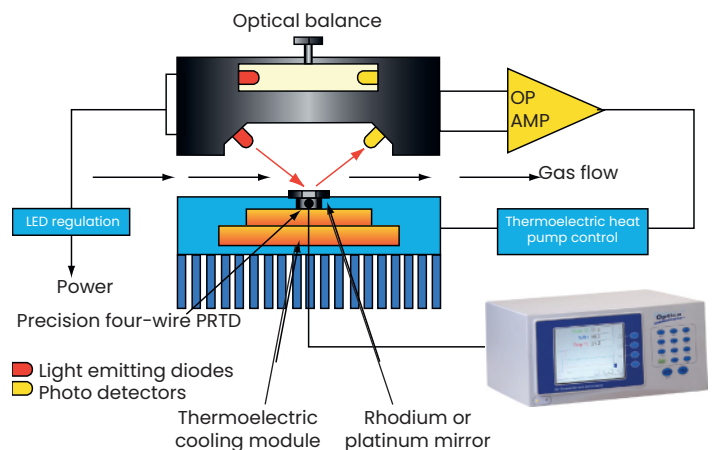 Optical balance
OP
AMP
Gas flow
LED regulation
Thermoelectric heat
pump control
Power
Precision four-wire PRTD
Light emitting diodes
Photo detectors
Thermoelectric
cooling module
Rhodium or
platinum mirror
Optica